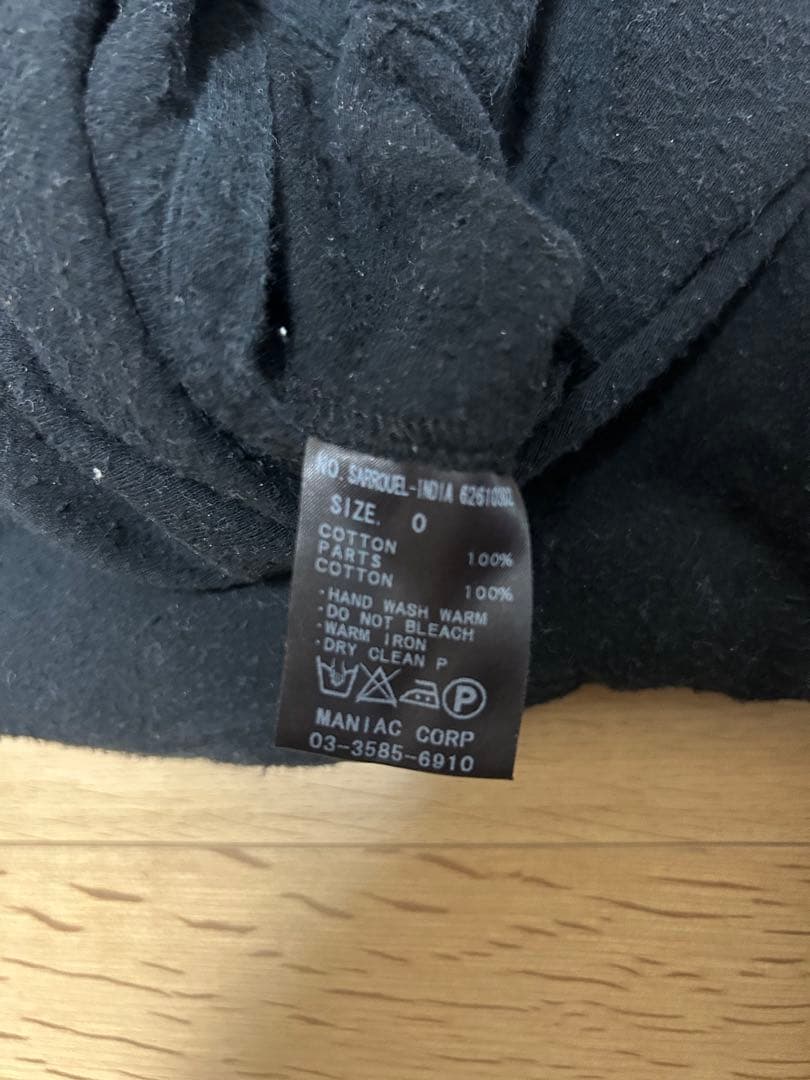 NO. SARROUEL-INDIA
SIZE. 0
COTTON 100%
PARTS
COTTON 100%
・HAND WASH WARM
・DO NOT BLEACH
・WARM IRON
・DRY CLEAN P
P
MANIAC CORP
03-3585-6910